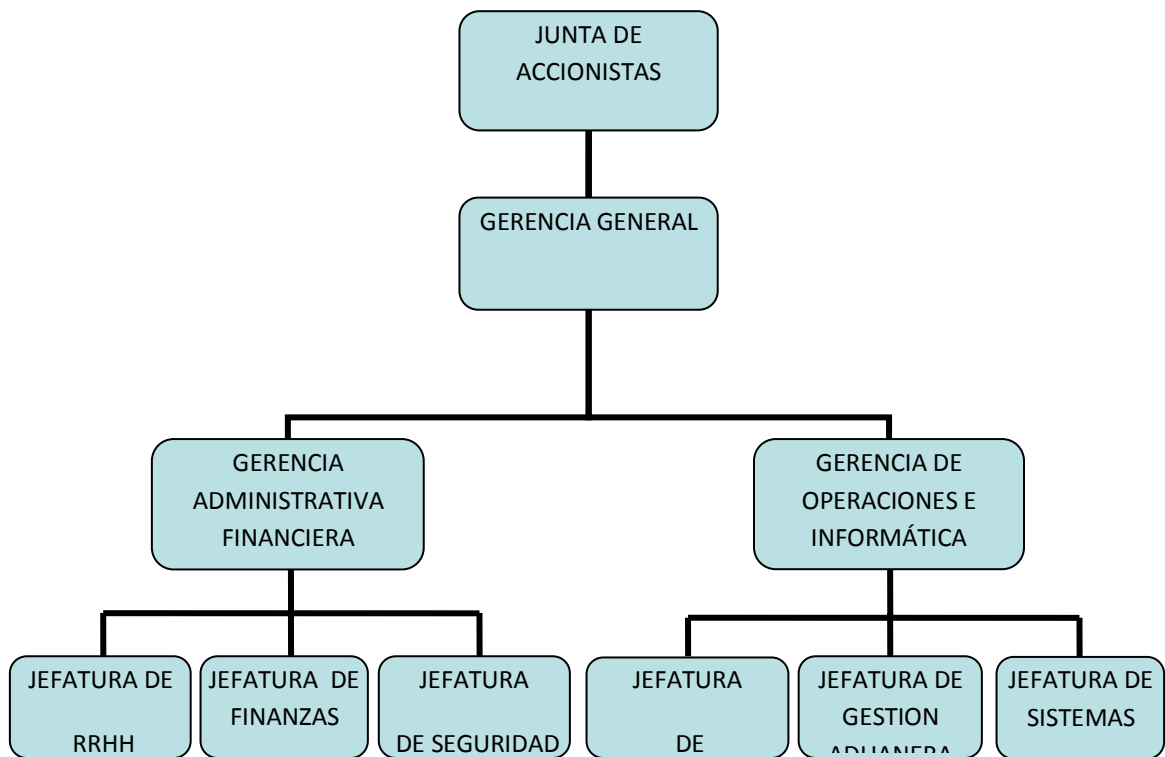 JUNTA DE
ACCIONISTAS
GERENCIA GENERAL
GERENCIA
ADMINISTRATIVA
FINANCIERA
GERENCIA DE
OPERACIONES E
INFORMÁTICA
JEFATURA DE
RRHH
JEFATURA DE
FINANZAS
JEFATURA
DE SEGURIDAD
JEFATURA
DE
JEFATURA DE
GESTION
ADUANERA
JEFATURA DE
SISTEMAS